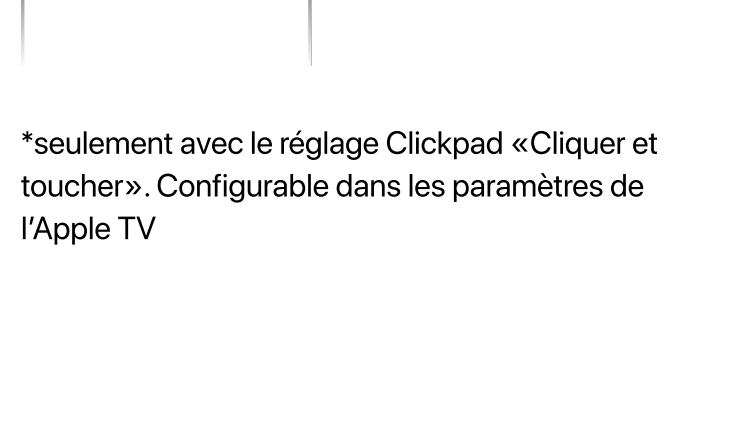 *seulement avec le réglage Clickpad «Cliquer et
toucher». Configurable dans les paramètres de
l’Apple TV